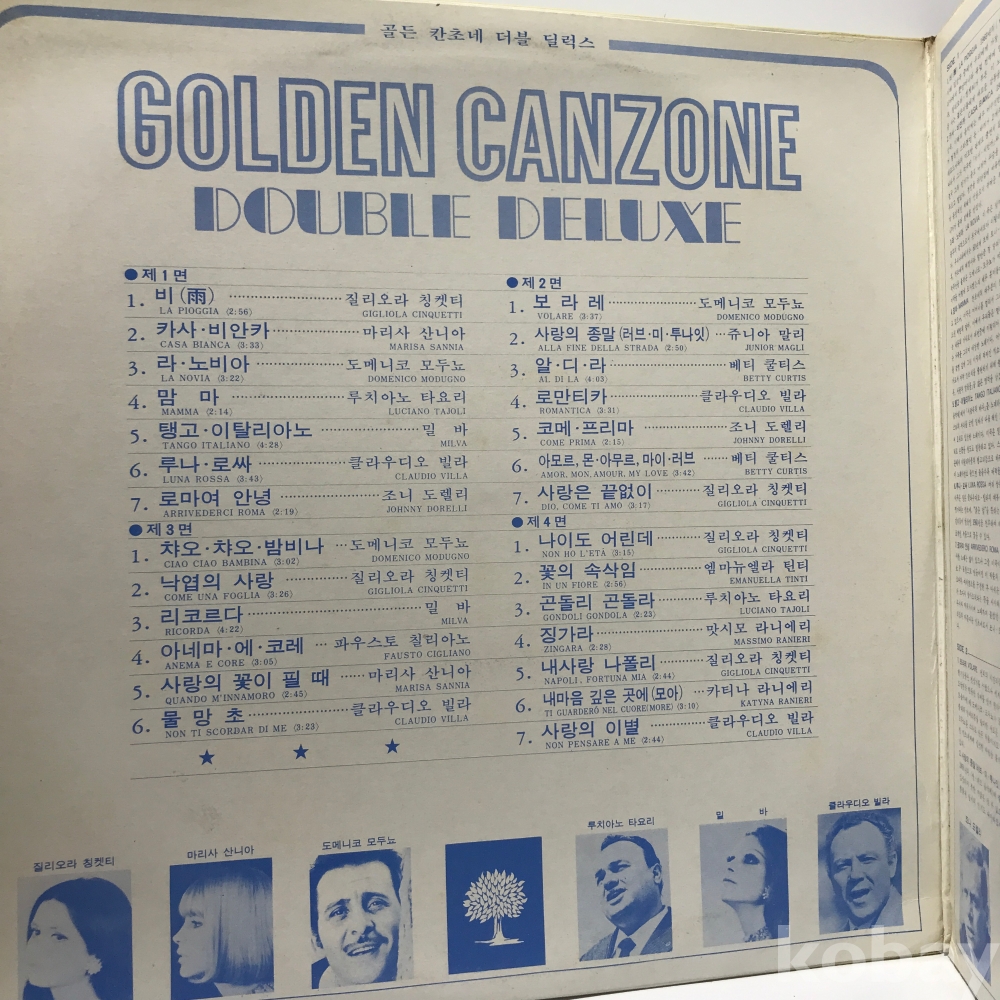 골든 칸초네 더블 딜럭스
GOLDEN CANZONE
DOUBLE DELUXE
●제1면
1. 비(雨) 질리오라 칭켓티
LA PIOGGIA (2:56) GIGLIOLA CINQUETTI
2. 카사·비안카 마리사 산니아
CASA BIANCA (3:33) MARISA SANNIA
3. 라·노비아 도메니코 모두뇨
LA NOVIA (3:22) DOMENICO MODUGNO
4. 맘 마 루치아노 타요리
MAMMA (2:14) LUCIANO TAJOLI
5. 탱고·이탈리아노 밀 바
TANGO ITALIANO (4:28) MILVA
6. 루나·로싸 클라우디오 빌라
LUNA ROSSA (3:43) CLAUDIO VILLA
7. 로마여 안녕 조니 도렐리
ARRIVEDERCI ROMA (2:19) JOHNNY DORELLI
●제2면
1. 보라레 도메니코 모두뇨
VOLARE (3:37) DOMENICO MODUGNO
2. 사랑의 종말(러브·미·투나잇) 쥬니아 말리
ALLA FINE DELLA STRADA (2:50) JUNIOR MAGLI
3. 알·디·라 베티 쿨티스
AL DI LA (4:03) BETTY CURTIS
4. 로만티카 클라우디오 빌라
ROMANTICA (3:31) CLAUDIO VILLA
5. 코메·프리마 조니 도렐리
COME PRIMA (2:15) JOHNNY DORELLI
6. 아모르, 몬·아무르, 마이·러브 베티 쿨티스
AMOR, MON, AMOUR, MY LOVE (3:42) BETTY CURTIS
7. 사랑은 끝없이 질리오라 칭켓티
DIO, COME TI AMO (3:17) GIGLIOLA CINQUETTI
●제3면
1. 챠오·챠오·밤비나 도메니코 모두뇨
CIAO CIAO BAMBINA (3:02) DOMENICO MODUGNO
2. 낙엽의 사랑 질리오라 칭켓티
COME UNA FOGLIA (3:26) GIGLIOLA CINQUETTI
3. 리코르다 밀 바
RICORDA (4:22) MILVA
4. 아네마·에·코레 파우스토 칠리아노
ANEMA E CORE (3:05) FAUSTO CIGLIANO
5. 사랑의 꽃이 필 때 마리사 산니아
QUANDO M'INNAMORO (2:45) MARISA SANNIA
6. 물망초 클라우디오 빌라
NON TI SCORDAR DI ME (3:23) CLAUDIO VILLA
●제4면
1. 나이도 어린데 질리오라 칭켓티
NON HO L'ETÀ (3:15) GIGLIOLA CINQUETTI
2. 꽃의 속삭임 엠마뉴엘라 틴티
IN UN FIORE (2:56) EMANUELLA TINTI
3. 곤돌리 곤돌라 루치아노 타요리
GONDOLI GONDOLA (2:23) LUCIANO TAJOLI
4. 징가라 맛시모 라니에리
ZINGARA (2:28) MASSIMO RANIERI
5. 내사랑 나폴리 질리오라 칭켓티
NAPOLI, FORTUNA MIA (2:44) GIGLIOLA CINQUETTI
6. 내마음 깊은 곳에(모아) 카티나 라니에리
TI GUARDERÒ NEL CUORE(MORE) (3:10) KATYNA RANIERI
7. 사랑의 이별 클라우디오 빌라
NON PENSARE A ME (2:44) CLAUDIO VILLA
질리오라 칭켓티
마리사 산니아
도메니코 모두뇨
루치아노 타요리
밀 바
클라우디오 빌라
kobay